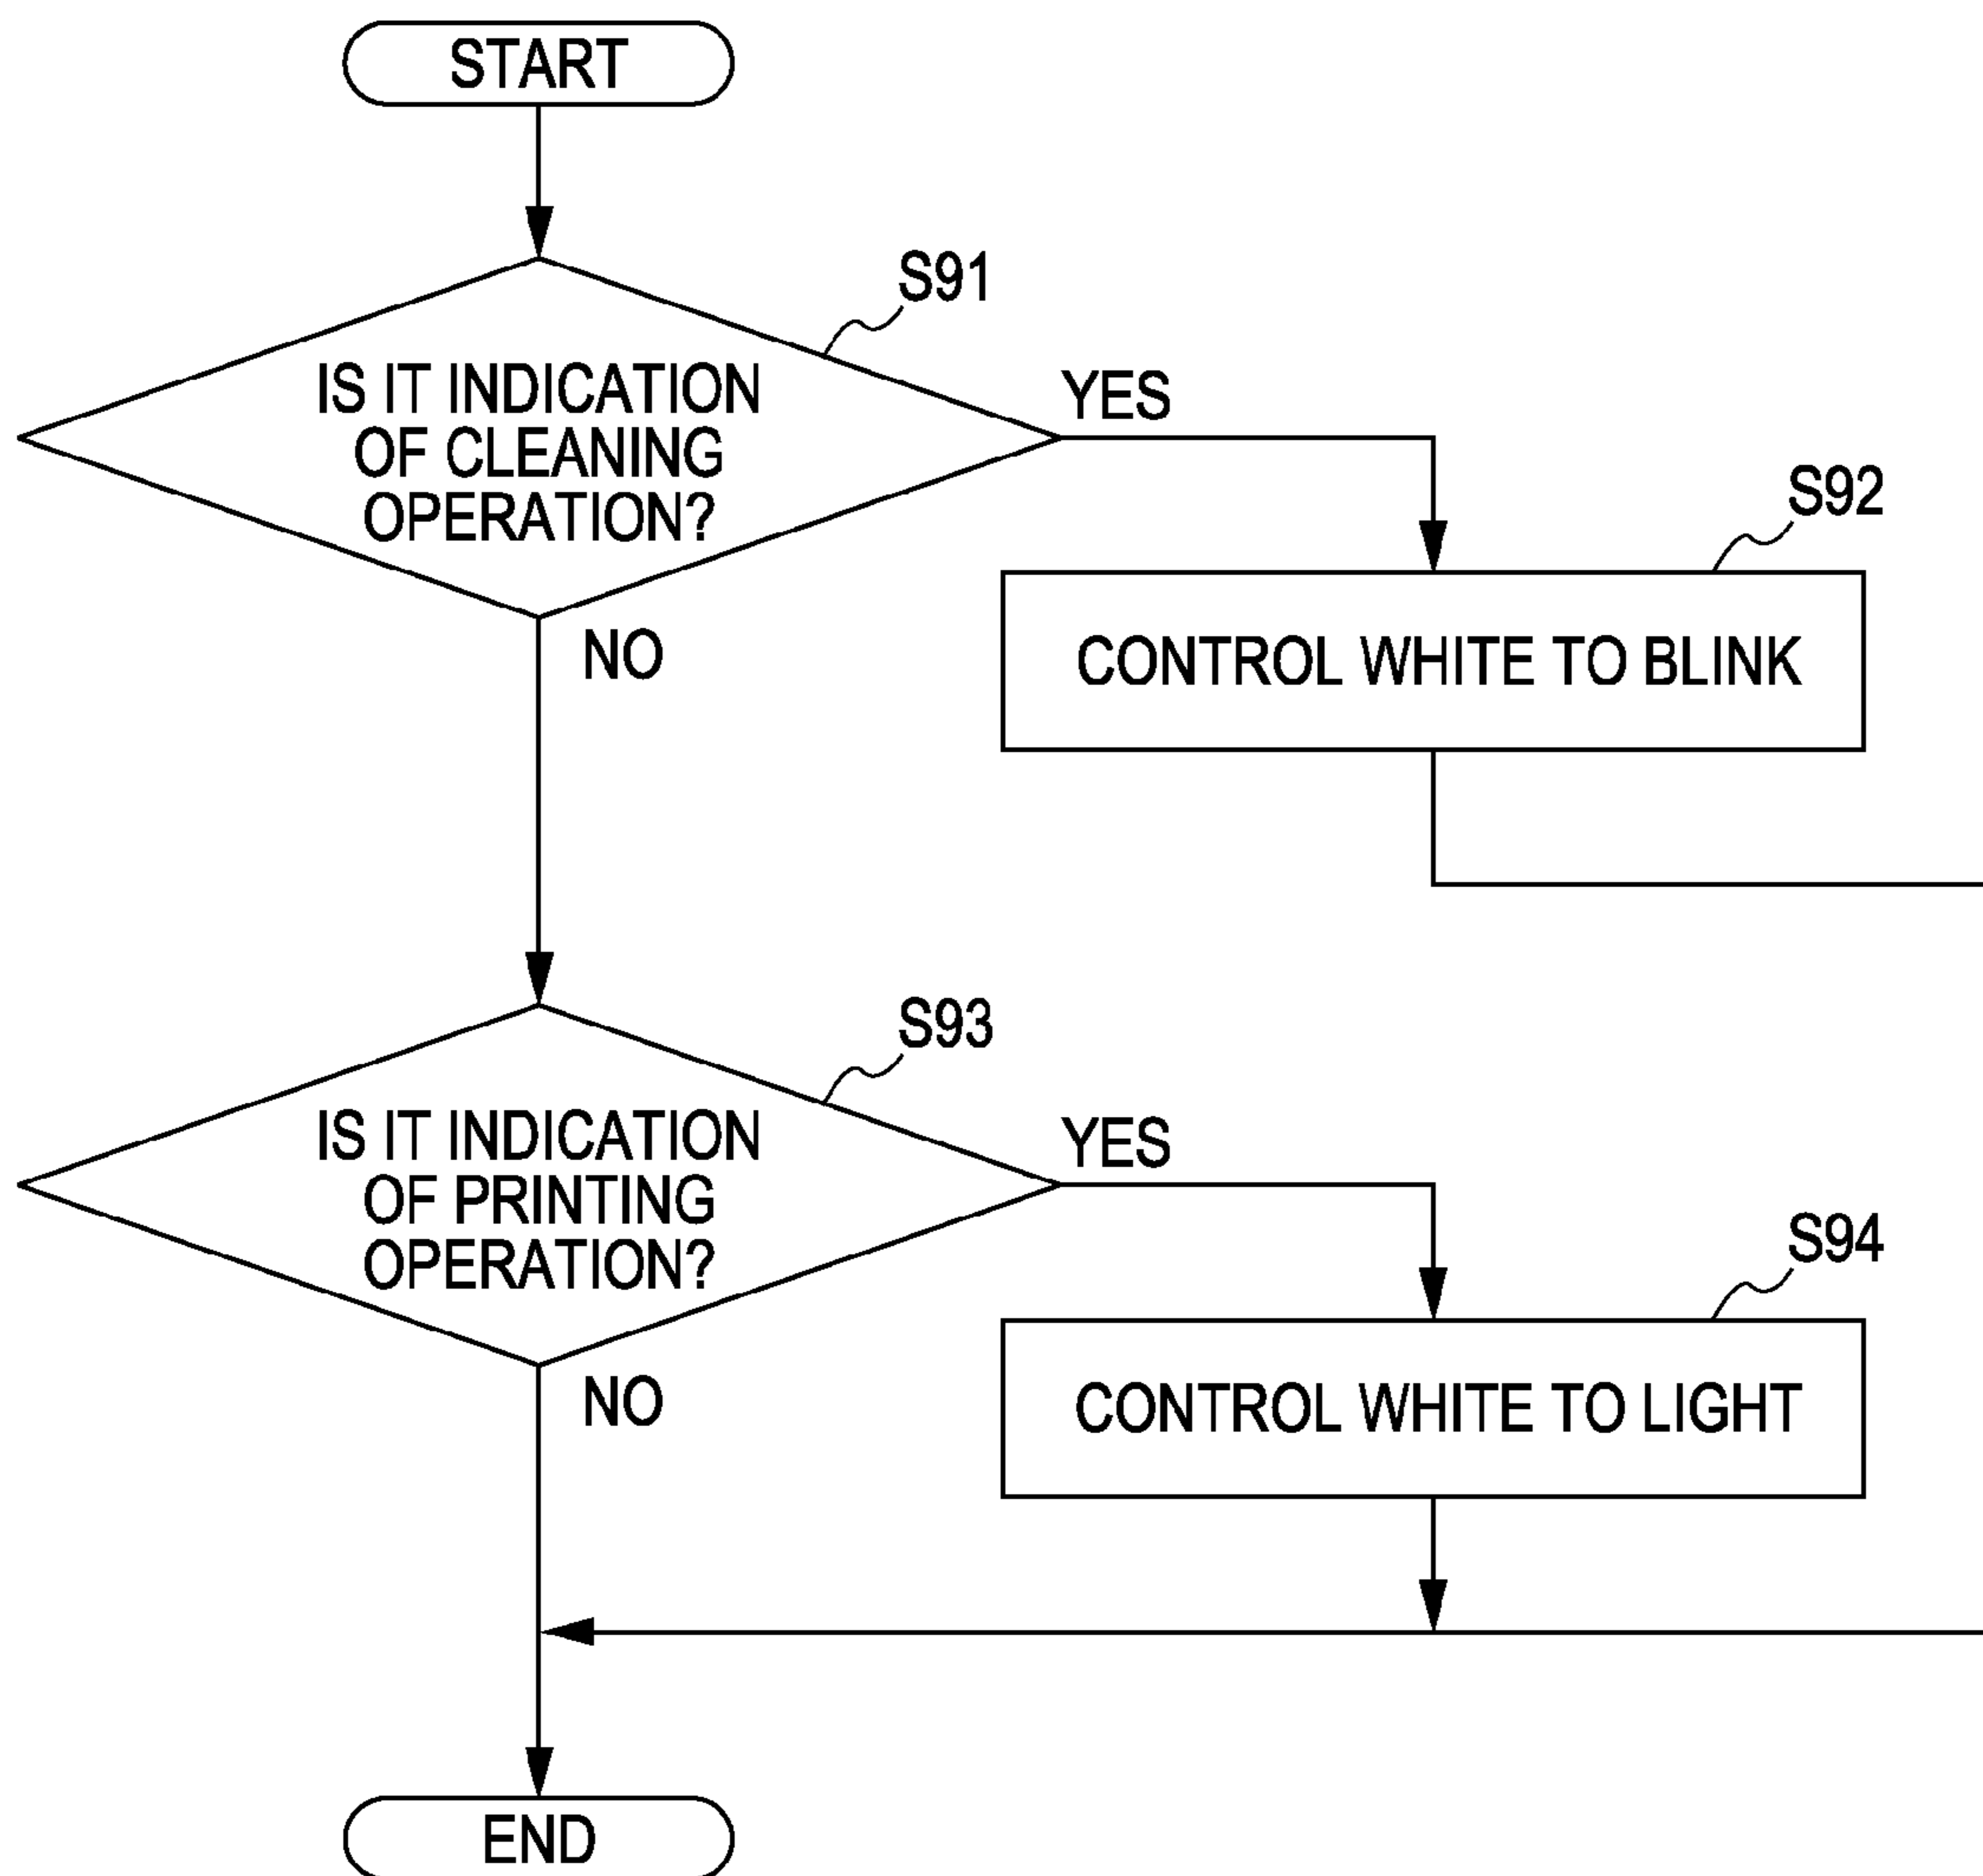 START
S91
IS IT INDICATION
OF CLEANING
OPERATION?
YES
S92
CONTROL WHITE TO BLINK
NO
S93
IS IT INDICATION
OF PRINTING
OPERATION?
YES
S94
CONTROL WHITE TO LIGHT
NO
END